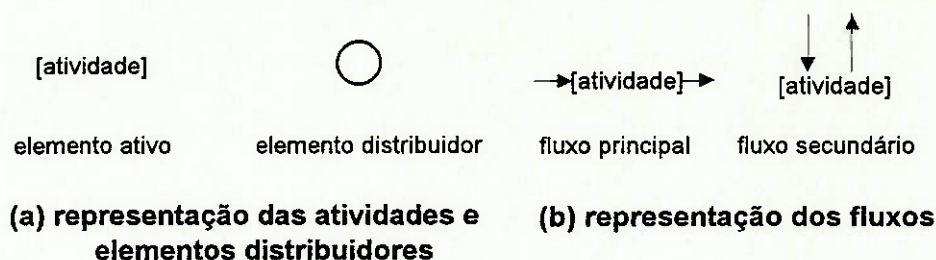 [atividade]
elemento ativo
elemento distribuidor
(a) representação das atividades e
elementos distribuidores
[atividade]
fluxo principal
[atividade]
fluxo secundário
(b) representação dos fluxos